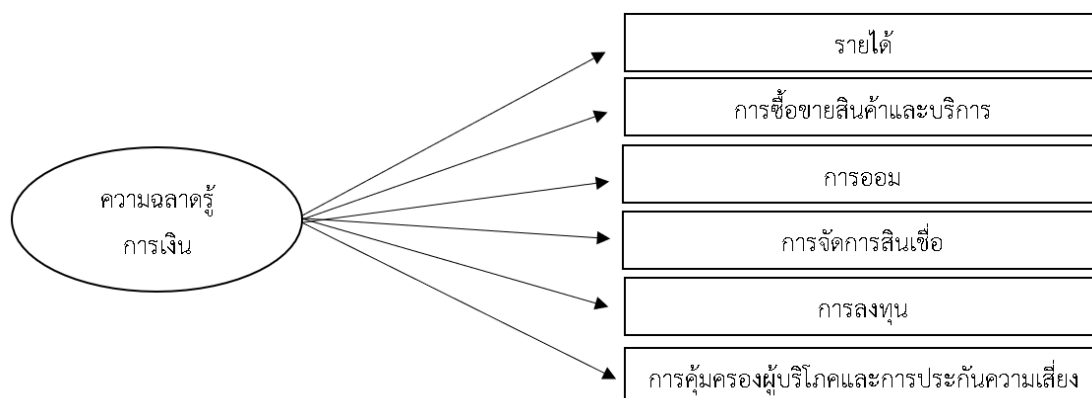 ความฉลาดรู้
การเงิน
รายได้
การซื้อขายสินค้าและบริการ
การออม
การจัดการสินเชื่อ
การลงทุน
การคุ้มครองผู้บริโภคและการประกันความเสี่ยง